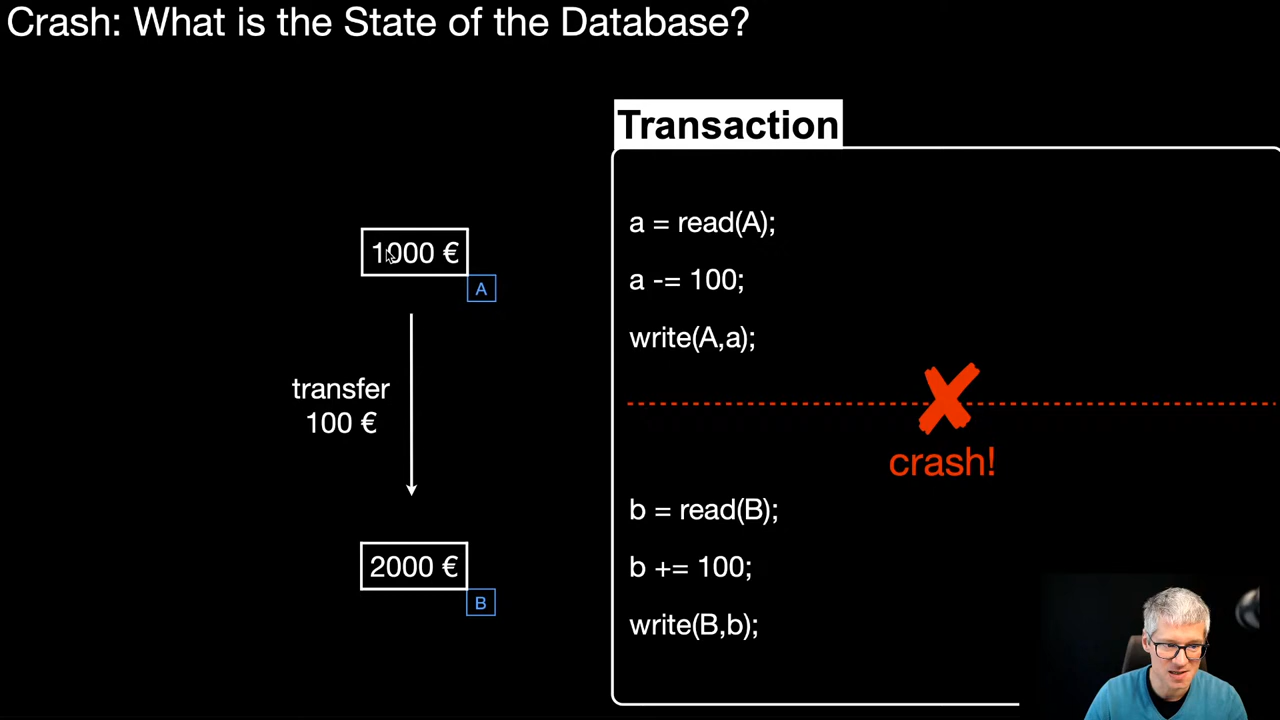 Crash: What is the State of the Database?
Transaction
a = read(A);
a -= 100;
write(A,a);
crash!
b = read(B);
b += 100;
write(B,b);
1000 €
A
transfer
100 €
2000 €
B